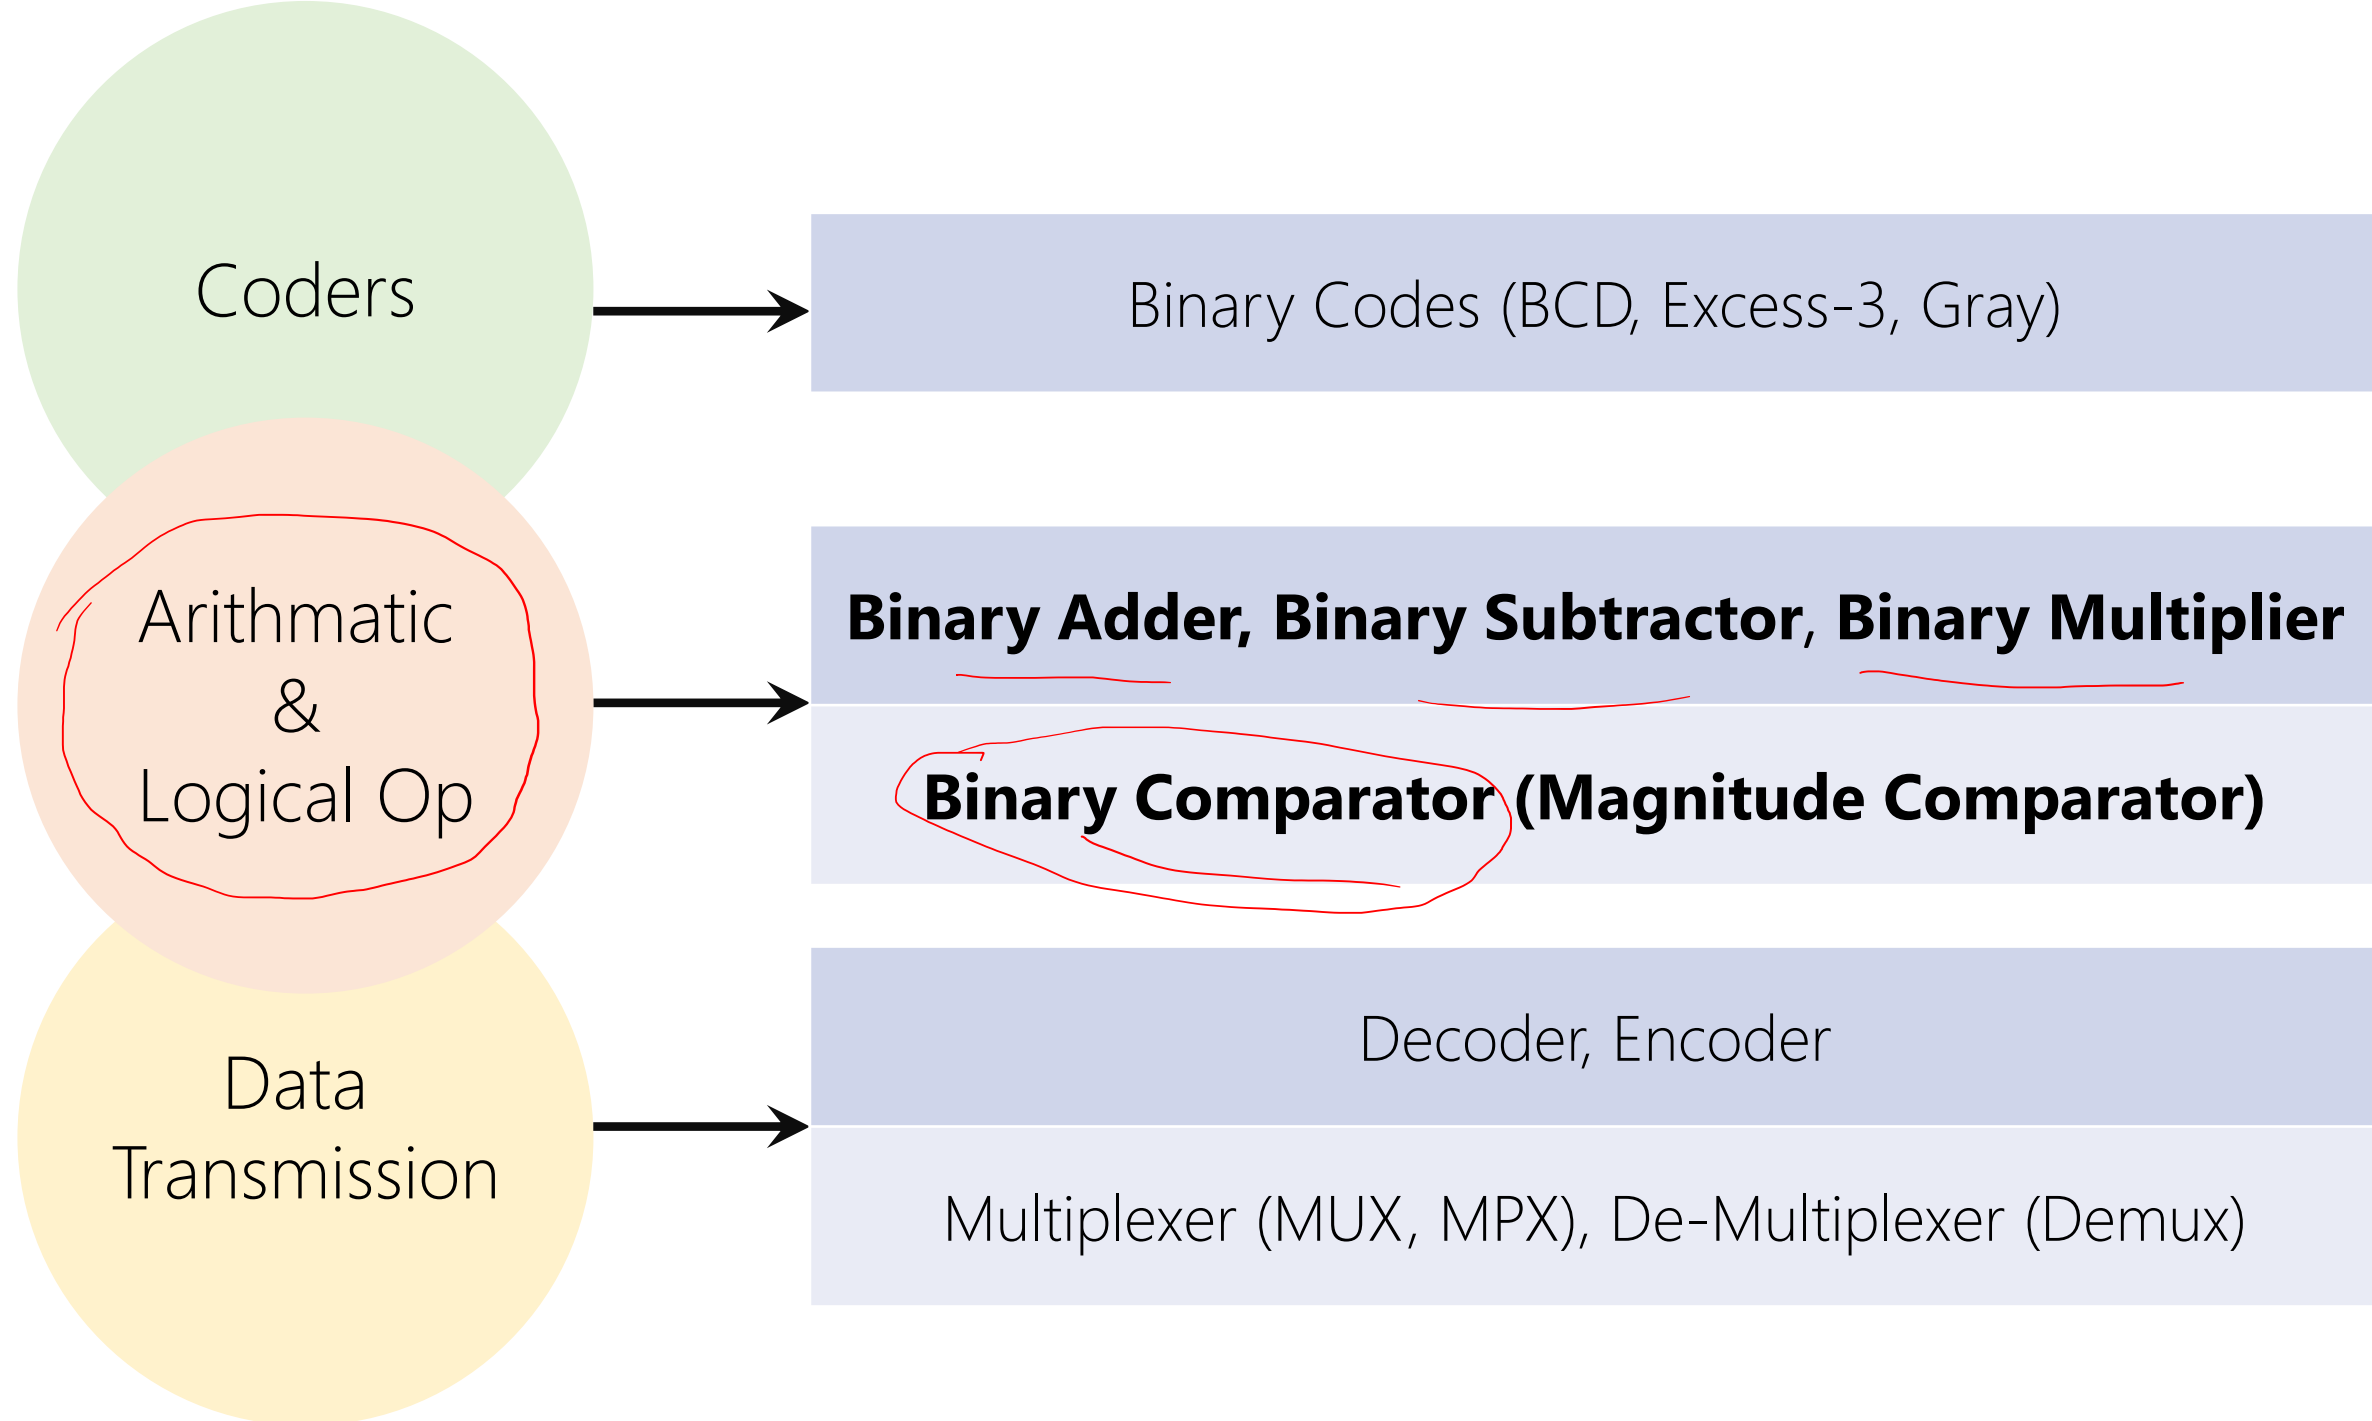 Coders
Binary Codes (BCD, Excess-3, Gray)
Arithmatic
&
Logical Op
Binary Adder, Binary Subtractor, Binary Multiplier
Binary Comparator (Magnitude Comparator)
Data
Transmission
Decoder, Encoder
Multiplexer (MUX, MPX), De-Multiplexer (Demux)